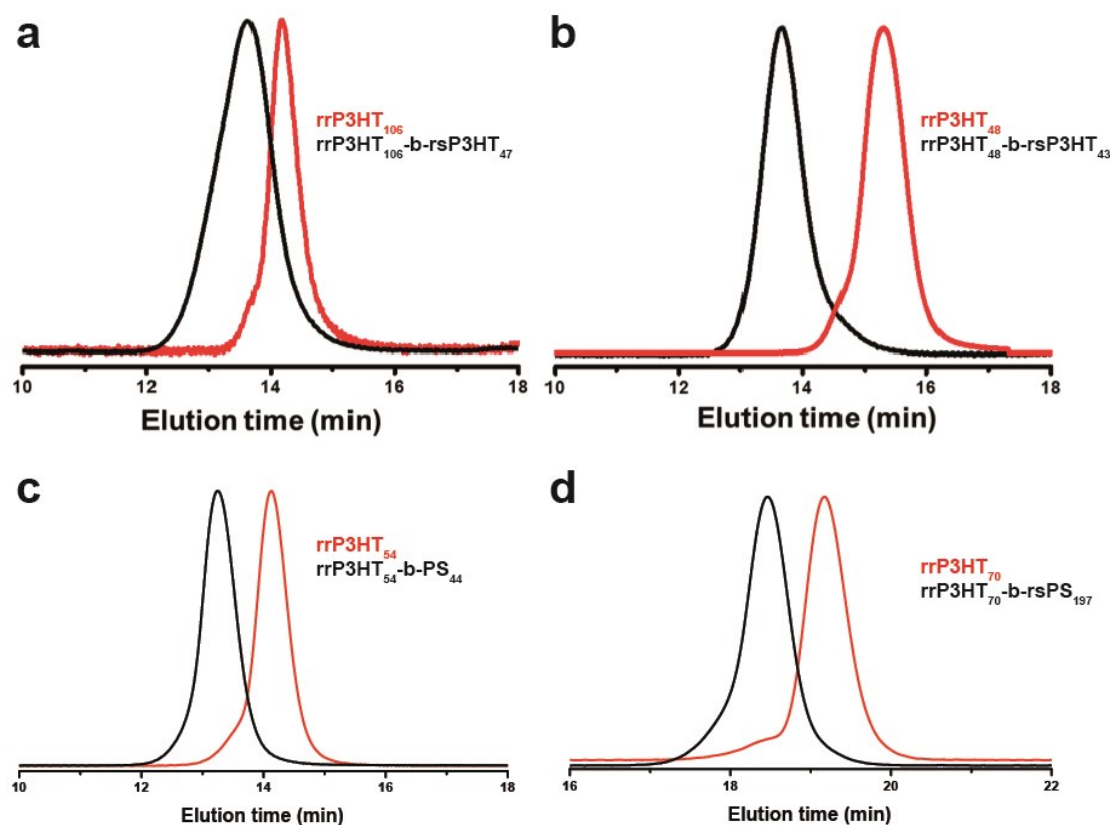 a
rrP3HT₁₀₆
rrP3HT₁₀₆-b-rsP3HT₄₇
10 12 14 16 18
Elution time (min)
b
rrP3HT₄₈
rrP3HT₄₈-b-rsP3HT₄₃
10 12 14 16 18
Elution time (min)
c
rrP3HT₅₄
rrP3HT₅₄-b-PS₄₄
10 12 14 16 18
Elution time (min)
d
rrP3HT₇₀
rrP3HT₇₀-b-rsPS₁₉₇
16 18 20 22
Elution time (min)